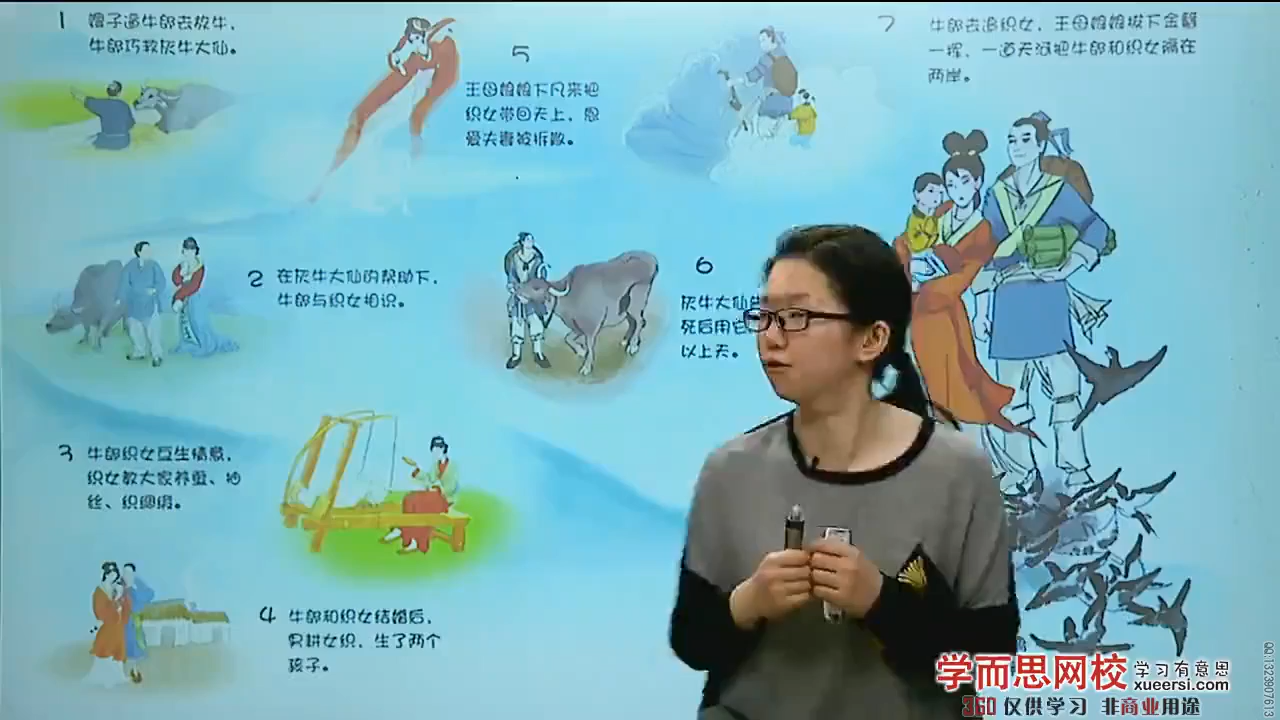 1 嫂子逼牛郎去放牛,
牛郎巧救灰牛大仙。
2 在灰牛大仙的帮助下,
牛郎与织女相识。
3 牛郎织女互生情意,
织女教大家养蚕、抽
丝、织绸缎。
4 牛郎和织女结婚后,
男耕女织,生了两个
孩子。
5
王母娘娘下凡来把
织女带回天上,恩
爱夫妻被拆散。
6
灰牛大仙
死后用它
以上天。
7 牛郎去追织女,王母娘娘拔下金簪
一挥,一道天河把牛郎和织女隔在
两岸。
学而思网校 学习有意思
xueersi.com
360 仅供学习 非商业用途
QQ1323907613